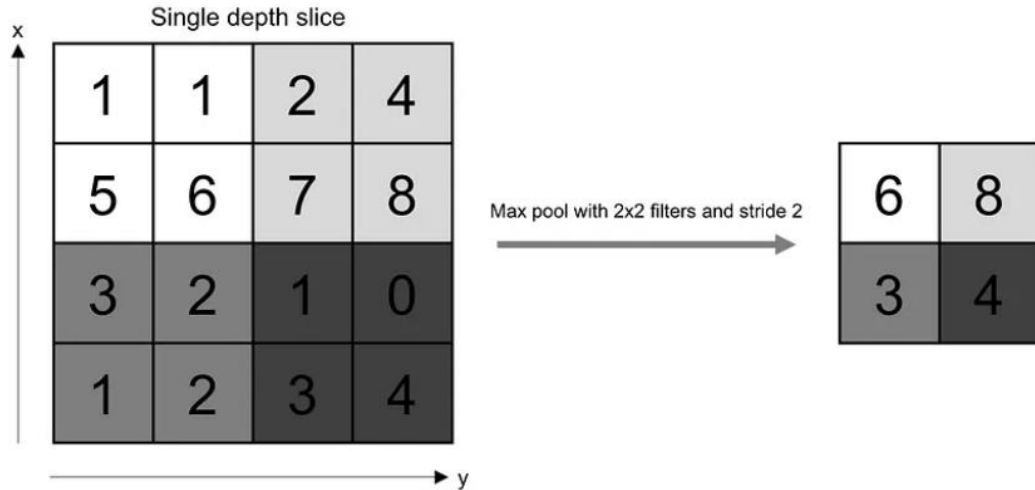 Single depth slice
x
1 1 2 4
5 6 7 8
3 2 1 0
1 2 3 4
y
Max pool with 2x2 filters and stride 2
6 8
3 4